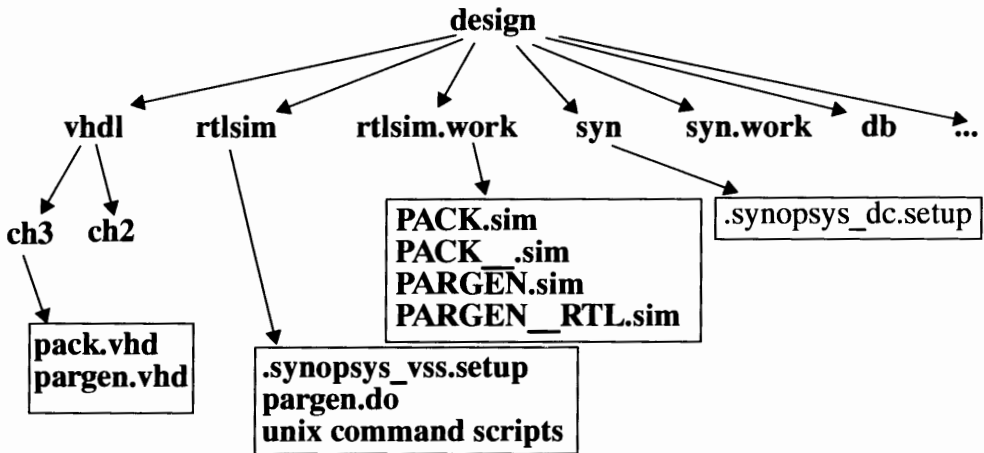 design
vhdl rtlsim rtlsim.work syn syn.work db ...
ch3 ch2
PACK.sim
PACK__.sim
PARGEN.sim
PARGEN__RTL.sim
.synopsys_dc.setup
pack.vhd
pargen.vhd
.synopsys_vss.setup
pargen.do
unix command scripts